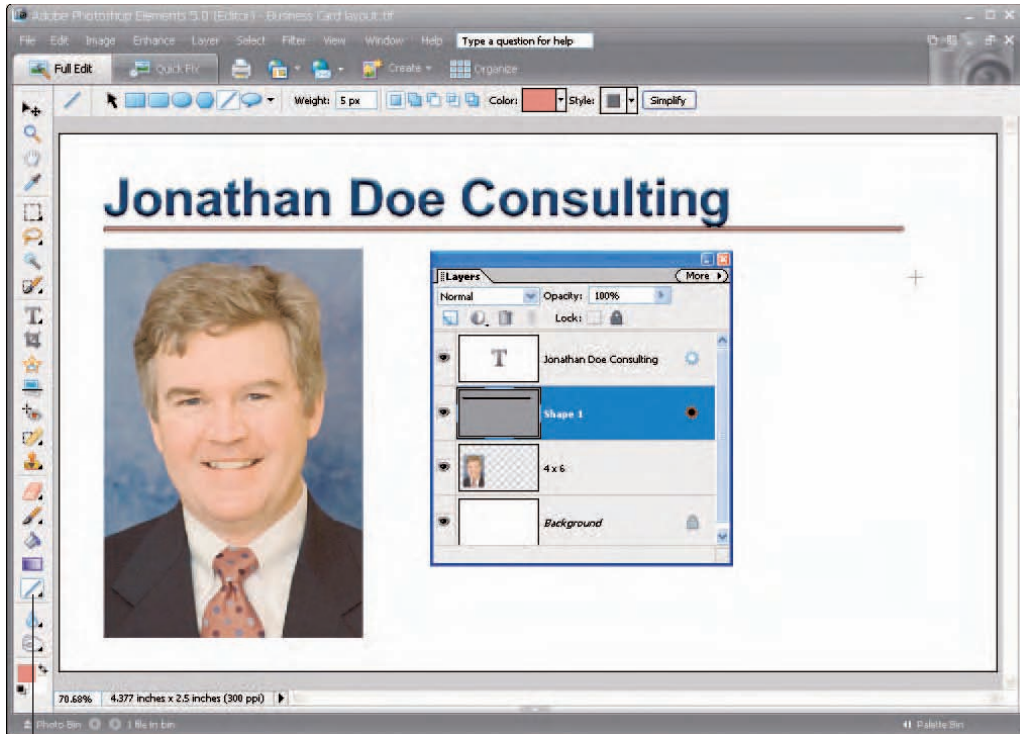 Adobe Photoshop Elements 5.0 (Editor) - Business Card layout.tif
File Edit Image Enhance Layer Select Filter View Window Help Type a question for help
Full Edit Quick Fix Create Organize
Weight: 5 px Color: Style: Simplify
Jonathan Doe Consulting
Layers More
Normal Opacity: 100%
Lock:
T Jonathan Doe Consulting
Shape 1
4 x 6
Background
T
70.68% 4.377 inches x 2.5 inches (300 ppi)
Photo Bin 1 file in bin Palette Bin